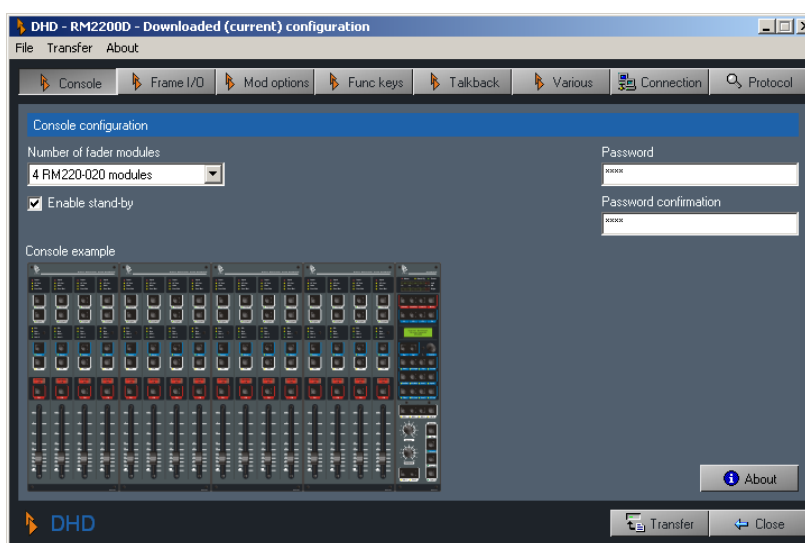 DHD - RM2200D - Downloaded (current) configuration
File Transfer About
Console Frame I/O Mod options Func keys Talkback Various Connection Protocol
Console configuration
Number of fader modules
4 RM220-020 modules
Enable stand-by
Password
××××
Password confirmation
××××
Console example
About
DHD
Transfer Close